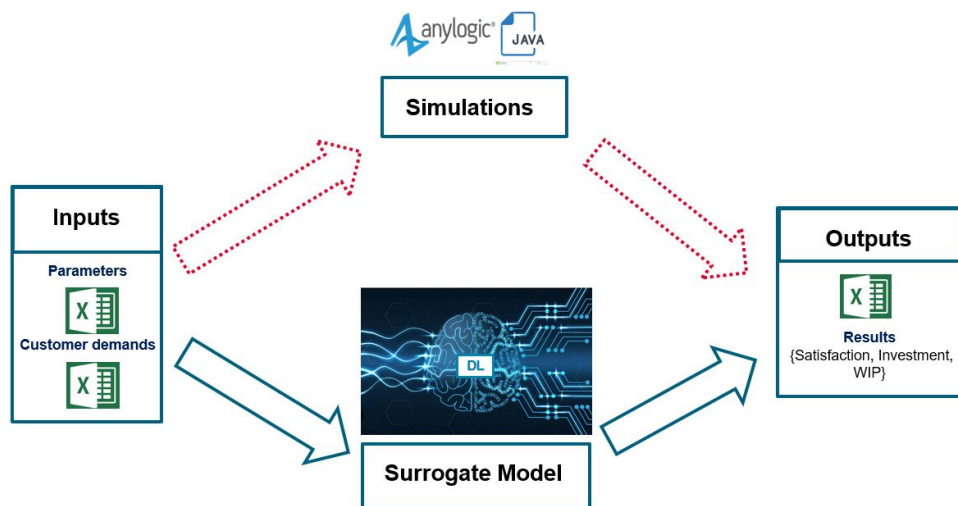 anylogic®
JAVA
Simulations
Inputs
Parameters
X
Customer demands
X
DL
Surrogate Model
Outputs
X
Results
{Satisfaction, Investment,
WIP}